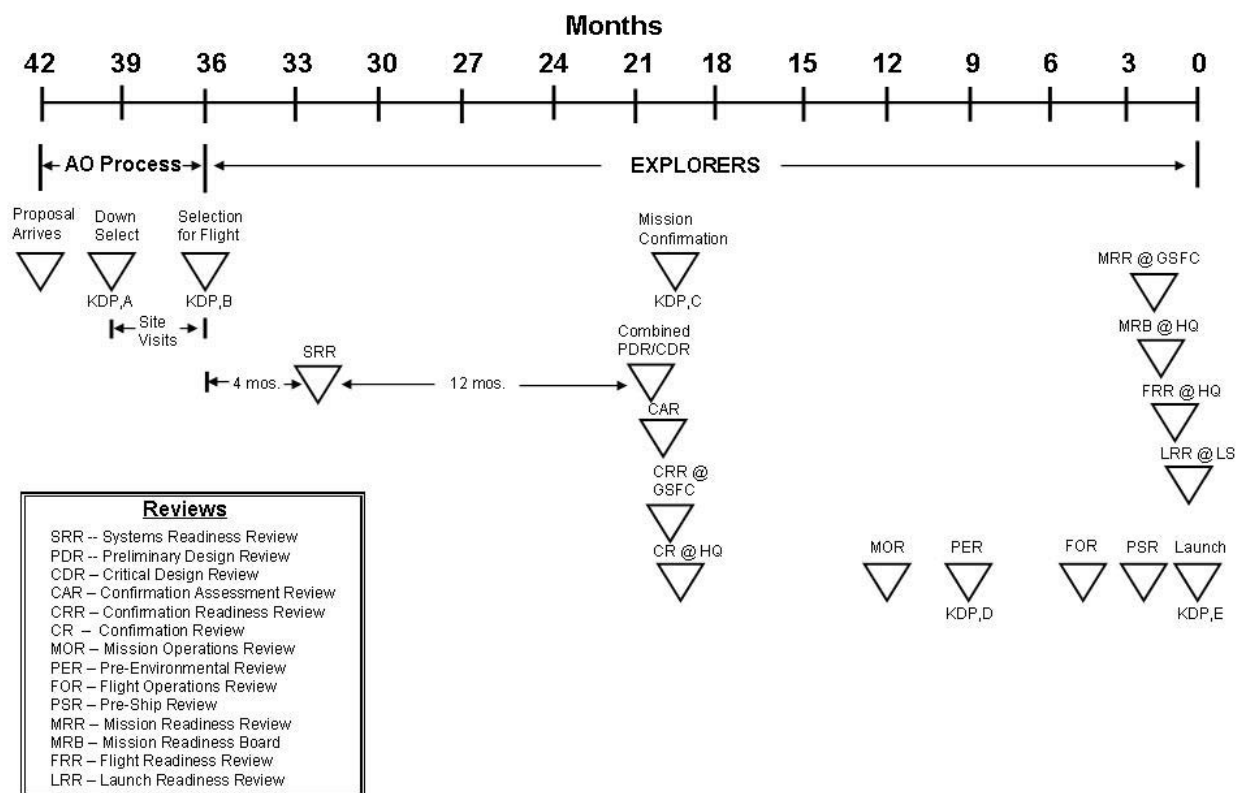 Months
42 39 36 33 30 27 24 21 18 15 12 9 6 3 0
AO Process
EXPLORERS
Proposal
Arrives
Down
Select
KDP,A
Selection
for Flight
KDP,B
Site
Visits
Mission
Confirmation
KDP,C
MRR @ GSFC
MRB @ HQ
FRR @ HQ
LRR @ LS
SRR
4 mos.
12 mos.
Combined
PDR/CDR
CAR
CRR @
GSFC
CR @ HQ
MOR
PER
KDP,D
FOR
PSR
Launch
KDP,E
Reviews
SRR -- Systems Readiness Review
PDR -- Preliminary Design Review
CDR – Critical Design Review
CAR – Confirmation Assessment Review
CRR – Confirmation Readiness Review
CR – Confirmation Review
MOR – Mission Operations Review
PER – Pre-Environmental Review
FOR – Flight Operations Review
PSR – Pre-Ship Review
MRR – Mission Readiness Review
MRB – Mission Readiness Board
FRR – Flight Readiness Review
LRR – Launch Readiness Review